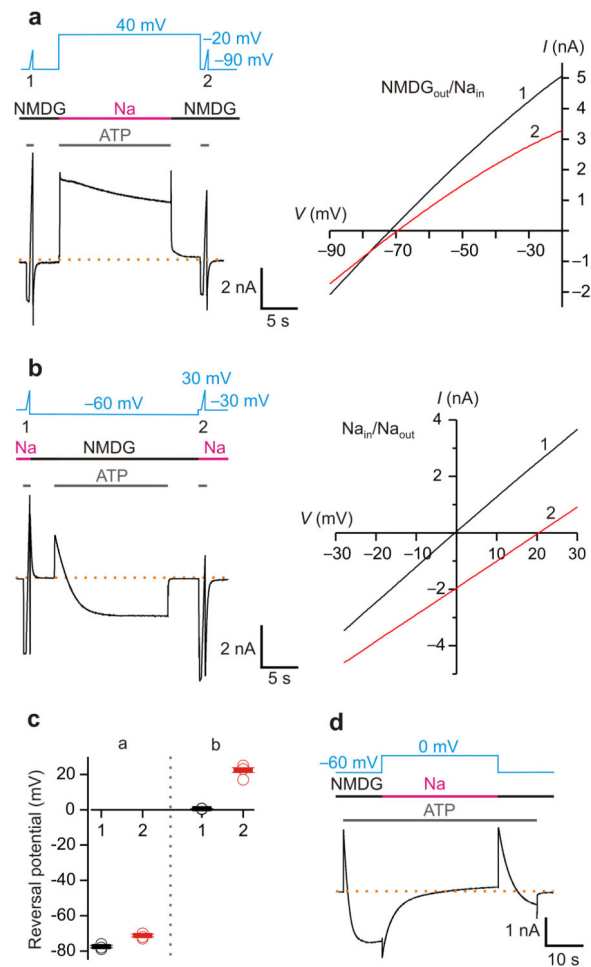 a
40 mV
–20 mV
–90 mV
1
2
NMDG Na NMDG
ATP
2 nA
5 s
I (nA)
NMDGout/Nain
1
2
V (mV)
5
4
3
2
1
–1
–2
–90 –70 –50 –30
b
30 mV
–60 mV
–30 mV
1
2
Na NMDG Na
ATP
2 nA
5 s
I (nA)
Nain/Naout
1
2
V (mV)
4
2
–2
–4
–30 –20 –10 0 10 20 30
c
a b
Reversal potential (mV)
20
0
-20
-40
-60
-80
1 2 1 2
d
–60 mV
0 mV
NMDG Na
ATP
1 nA
10 s